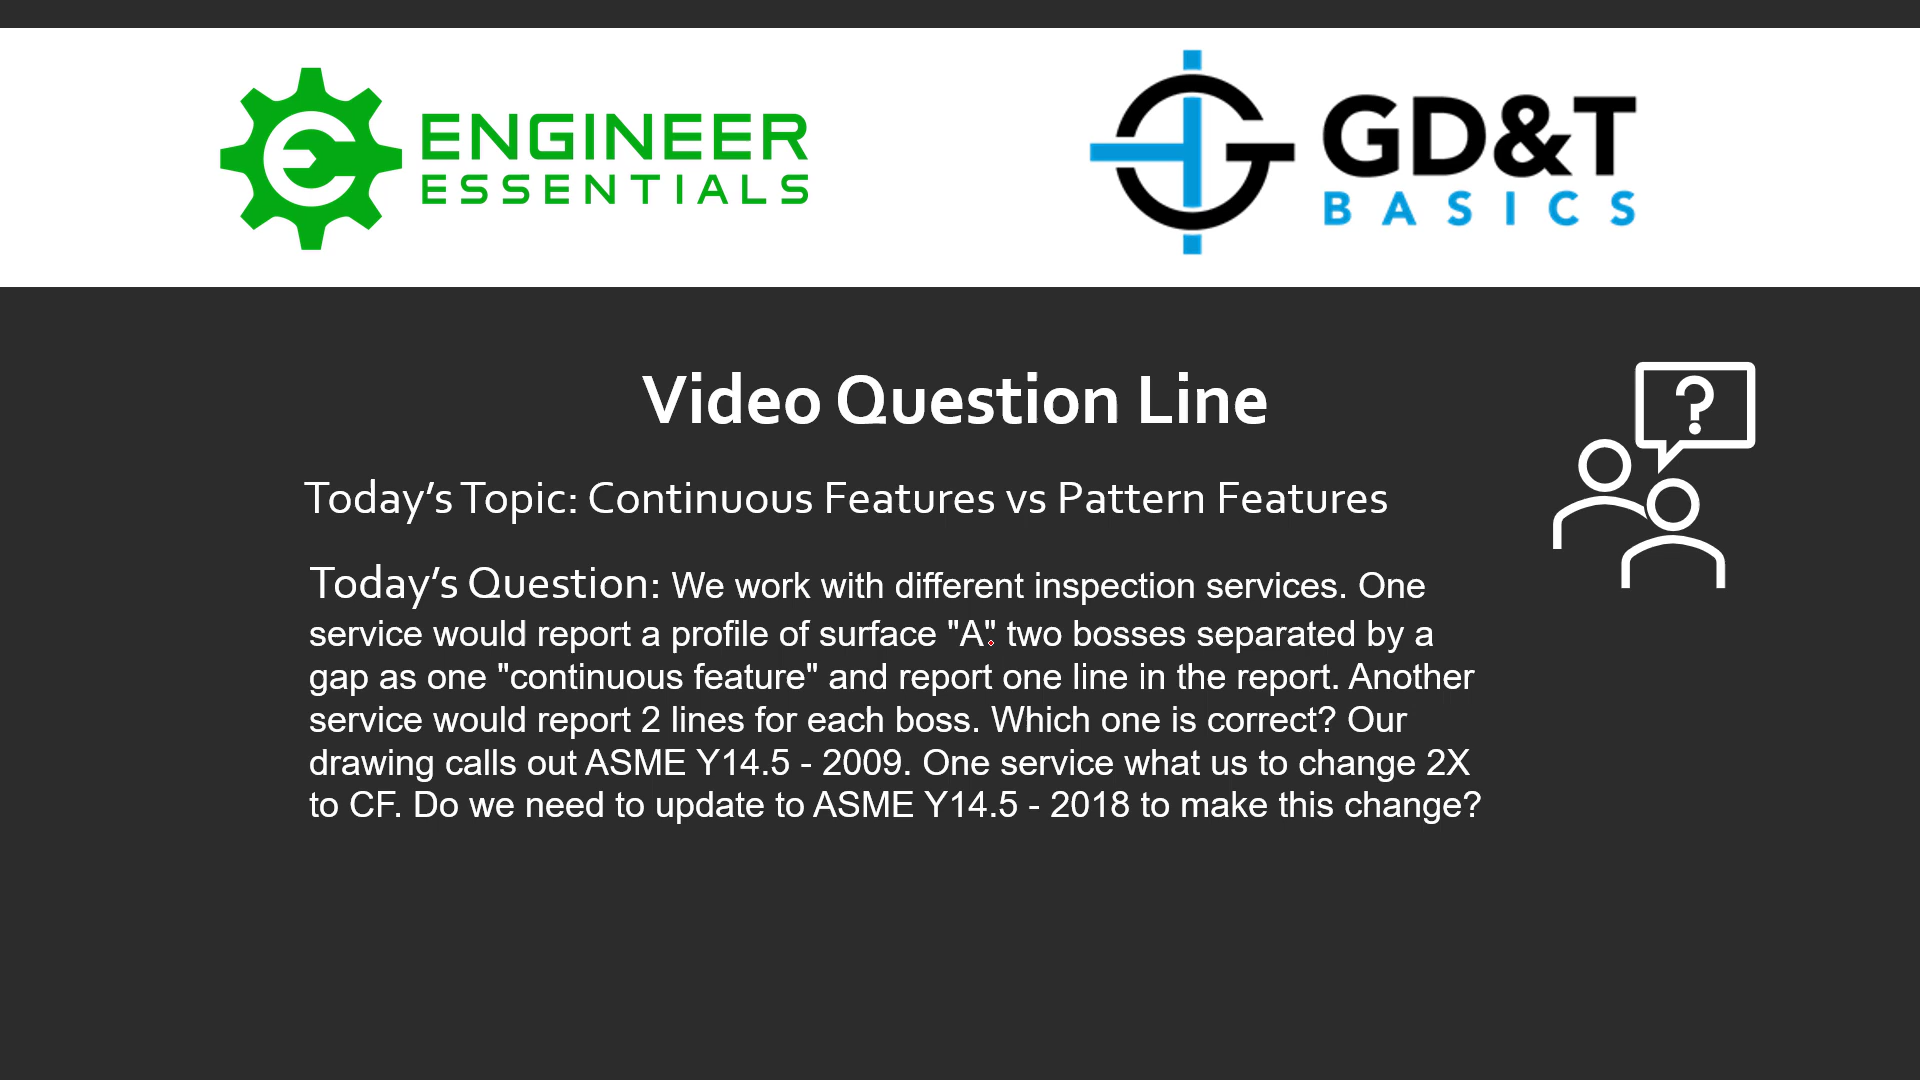 ENGINEER
ESSENTIALS
GD&T
BASICS
Video Question Line
?
Today's Topic: Continuous Features vs Pattern Features
Today's Question: We work with different inspection services. One
service would report a profile of surface "A". two bosses separated by a
gap as one "continuous feature" and report one line in the report. Another
service would report 2 lines for each boss. Which one is correct? Our
drawing calls out ASME Y14.5 - 2009. One service what us to change 2X
to CF. Do we need to update to ASME Y14.5 - 2018 to make this change?